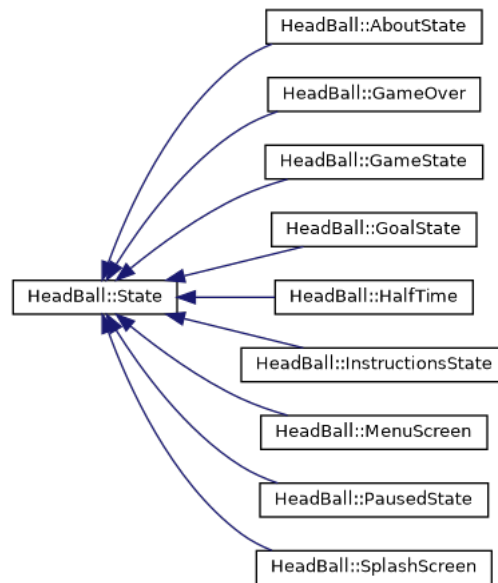 HeadBall::AboutState
HeadBall::GameOver
HeadBall::GameState
HeadBall::GoalState
HeadBall::State
HeadBall::HalfTime
HeadBall::InstructionsState
HeadBall::MenuScreen
HeadBall::PausedState
HeadBall::SplashScreen